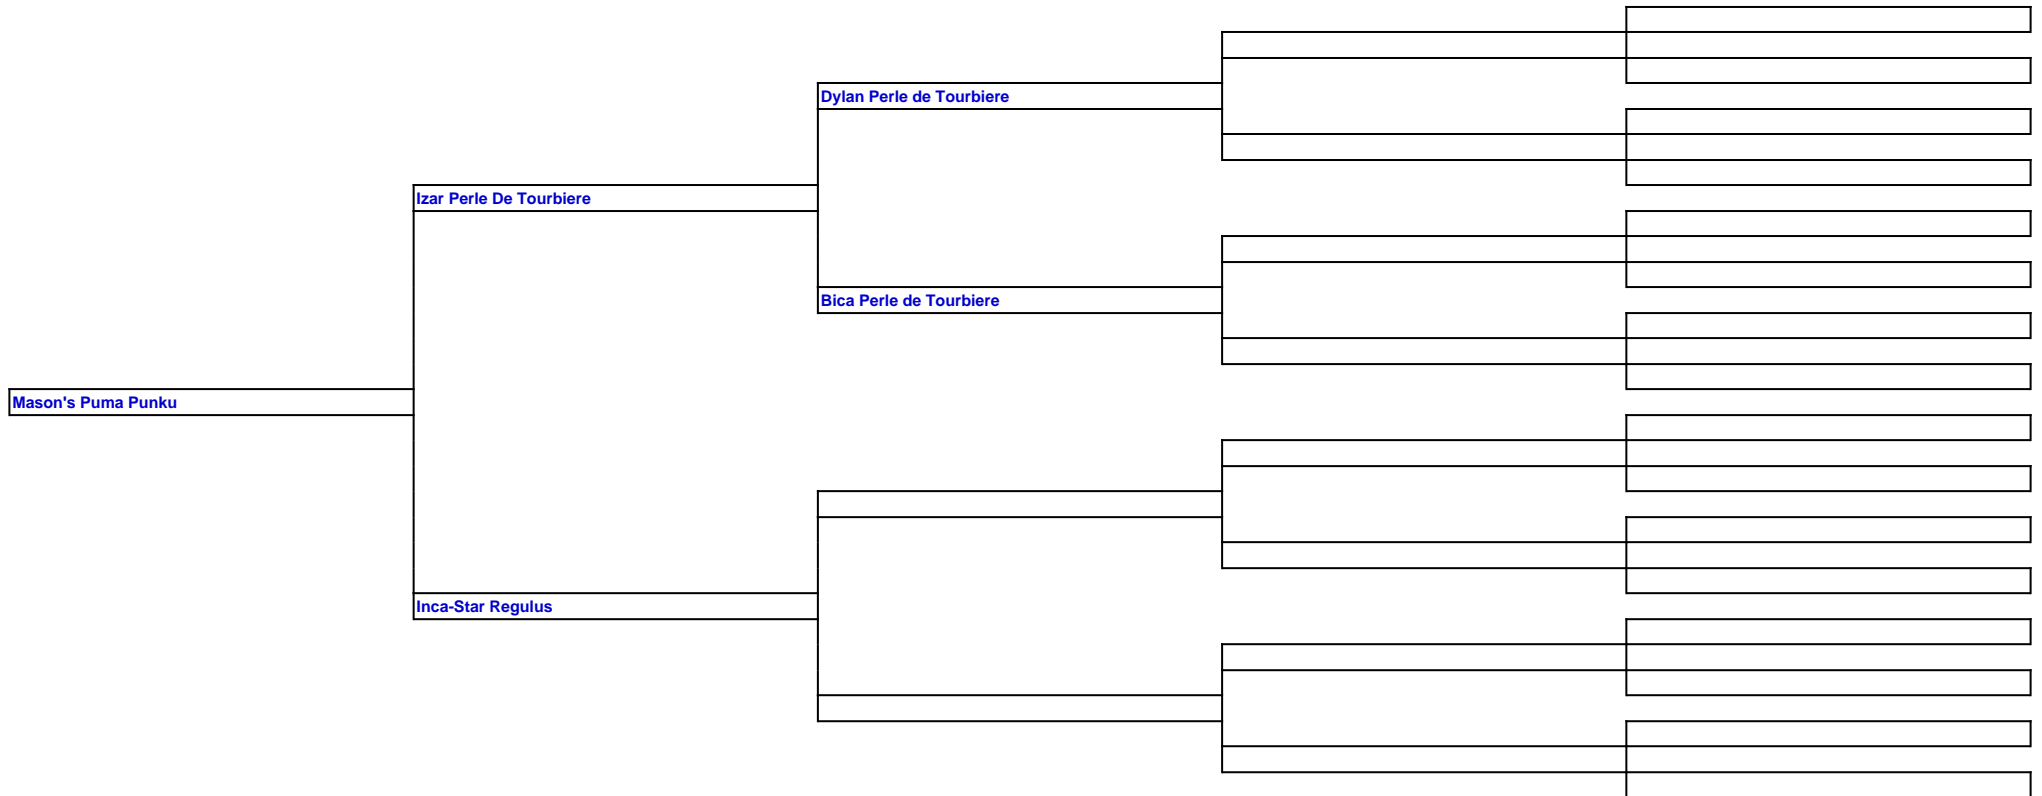 Dylan Perle de Tourbiere
Izar Perle De Tourbiere
Bica Perle de Tourbiere
Mason's Puma Punku
Inca-Star Regulus